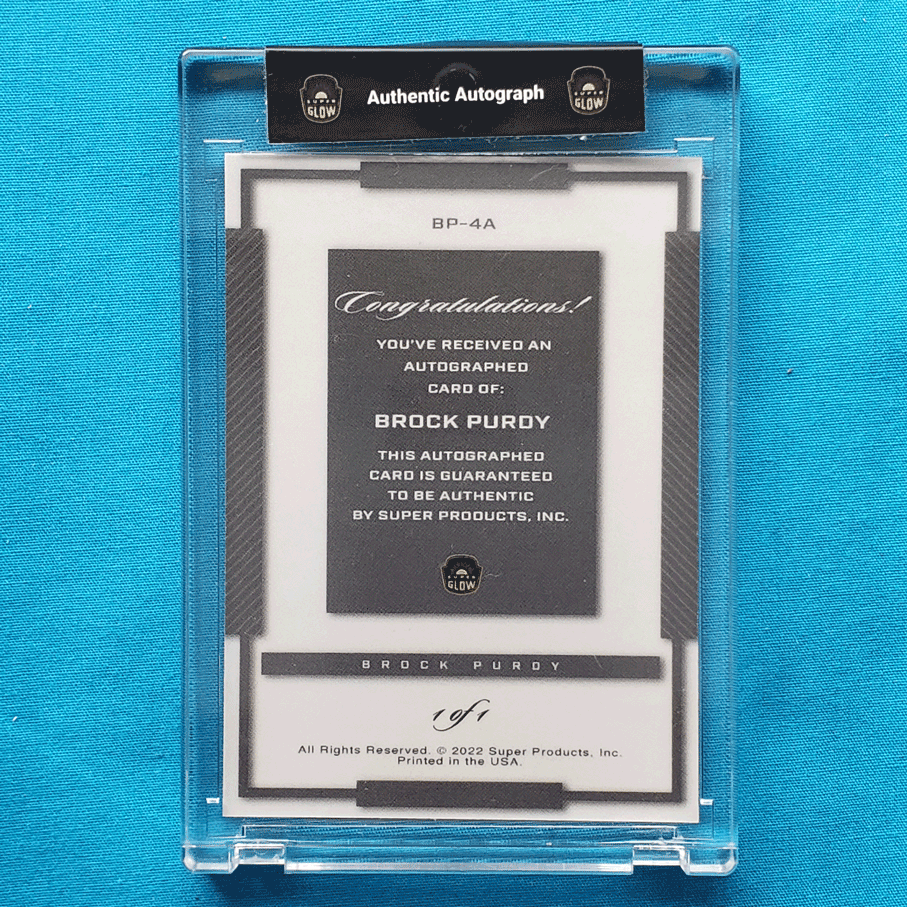 SUPER
GLOW
Authentic Autograph
SUPER
GLOW
BP-4A
Congratulations!
YOU'VE RECEIVED AN
AUTOGRAPHED
CARD OF:
BROCK PURDY
THIS AUTOGRAPHED
CARD IS GUARANTEED
TO BE AUTHENTIC
BY SUPER PRODUCTS, INC.
SUPER
GLOW
BROCK PURDY
1 of 1
All Rights Reserved. © 2022 Super Products, Inc.
Printed in the USA.